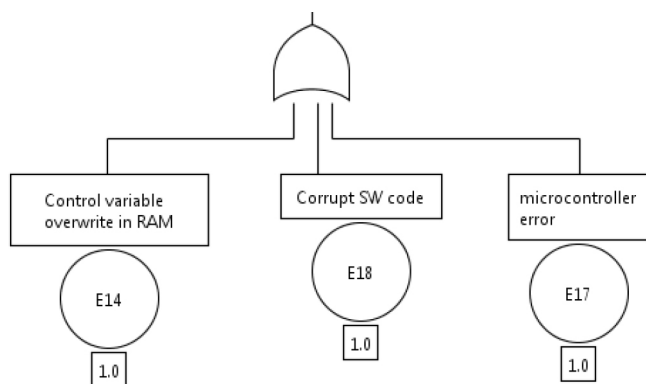 Control variable
overwrite in RAM
Corrupt SW code
microcontroller
error
E14
E18
E17
1.0
1.0
1.0